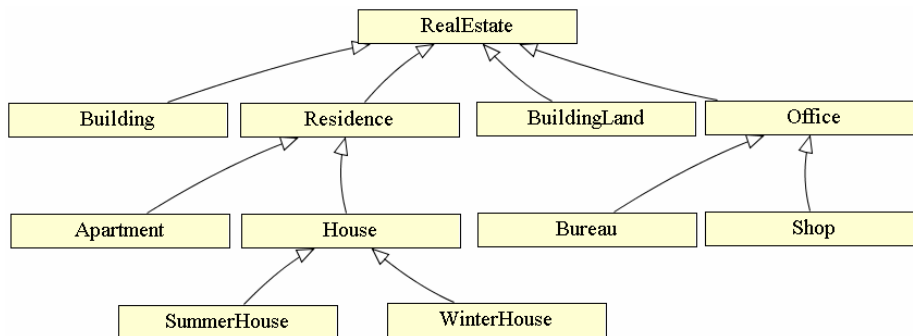 RealEstate
Building
Residence
BuildingLand
Office
Apartment
House
Bureau
Shop
SummerHouse
WinterHouse